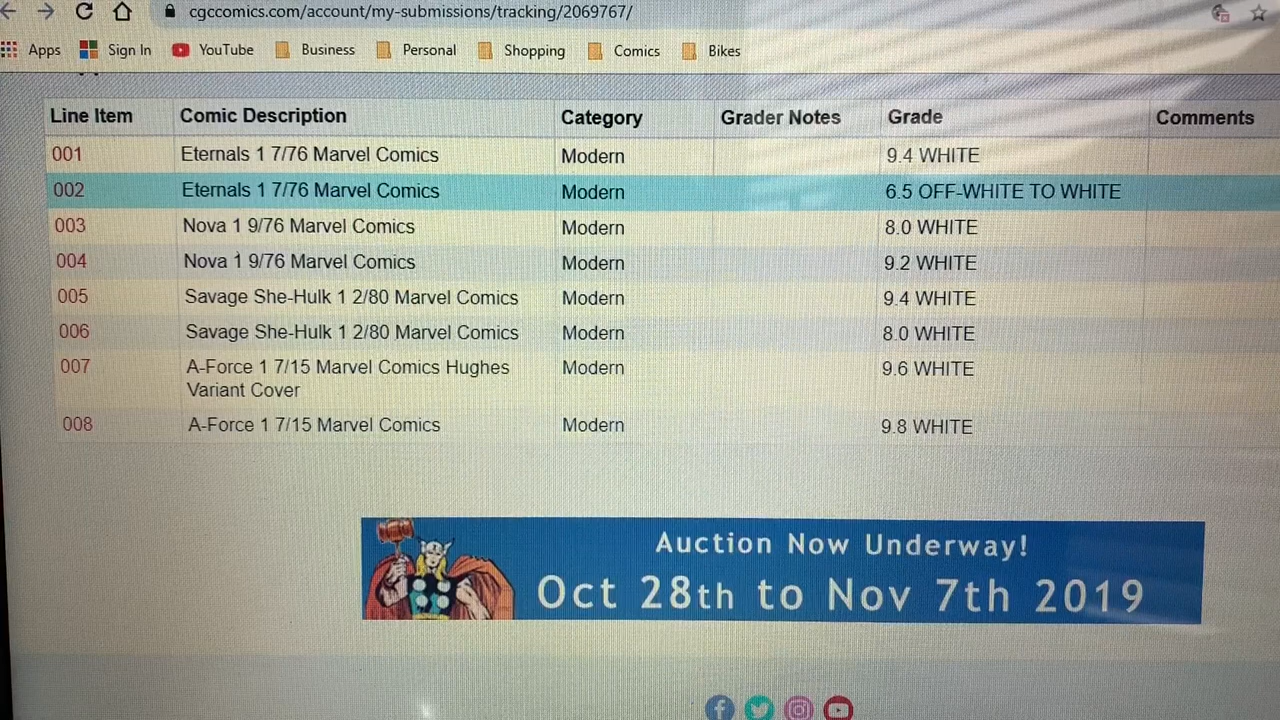 cgccomics.com/account/my-submissions/tracking/2069767/
Apps Sign In YouTube Business Personal Shopping Comics Bikes
Line Item Comic Description Category Grader Notes Grade Comments
001 Eternals 1 7/76 Marvel Comics Modern 9.4 WHITE
002 Eternals 1 7/76 Marvel Comics Modern 6.5 OFF-WHITE TO WHITE
003 Nova 1 9/76 Marvel Comics Modern 8.0 WHITE
004 Nova 1 9/76 Marvel Comics Modern 9.2 WHITE
005 Savage She-Hulk 1 2/80 Marvel Comics Modern 9.4 WHITE
006 Savage She-Hulk 1 2/80 Marvel Comics Modern 8.0 WHITE
007 A-Force 1 7/15 Marvel Comics Hughes Modern 9.6 WHITE
Variant Cover
008 A-Force 1 7/15 Marvel Comics Modern 9.8 WHITE
Auction Now Underway!
Oct 28th to Nov 7th 2019